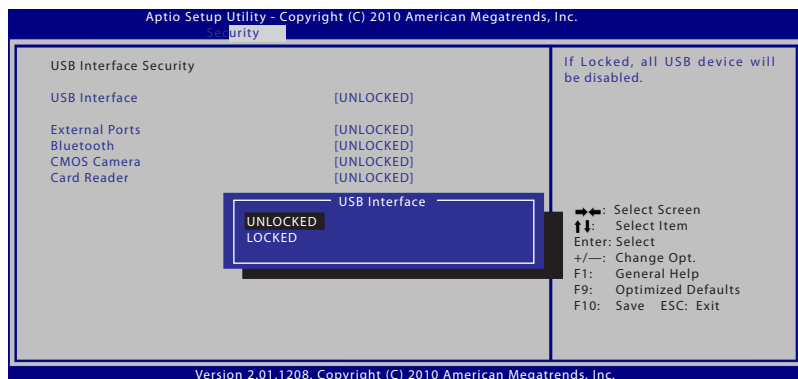 Aptio Setup Utility - Copyright (C) 2010 American Megatrends, Inc.
Security
USB Interface Security
USB Interface [UNLOCKED]
External Ports [UNLOCKED]
Bluetooth [UNLOCKED]
CMOS Camera [UNLOCKED]
Card Reader [UNLOCKED]
USB Interface
UNLOCKED
LOCKED
If Locked, all USB device will
be disabled.
→←: Select Screen
↑↓: Select Item
Enter: Select
+/—: Change Opt.
F1: General Help
F9: Optimized Defaults
F10: Save ESC: Exit
Version 2.01.1208. Copyright (C) 2010 American Megatrends, Inc.